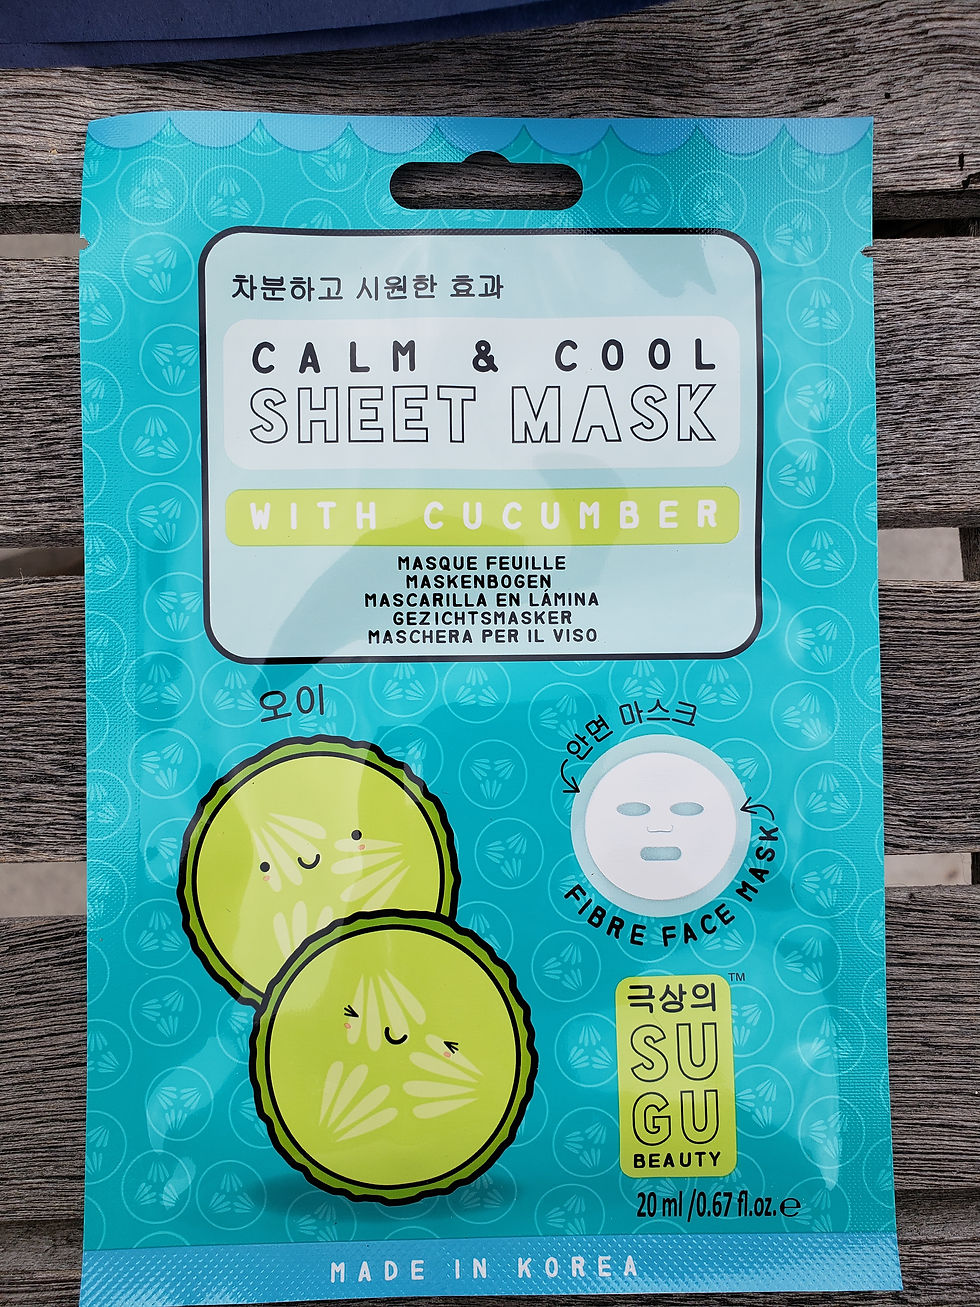 차분하고 시원한 효과
CALM & COOL
SHEET MASK
WITH CUCUMBER
MASQUE FEUILLE
MASKENBOGEN
MASCARILLA EN LÁMINA
GEZICHTSMASKER
MASCHERA PER IL VISO
오이
안면 마스크
FIBRE FACE MASK
극상의
TM
SU
GU
BEAUTY
20 ml /0.67 fl.oz. ℮
MADE IN KOREA